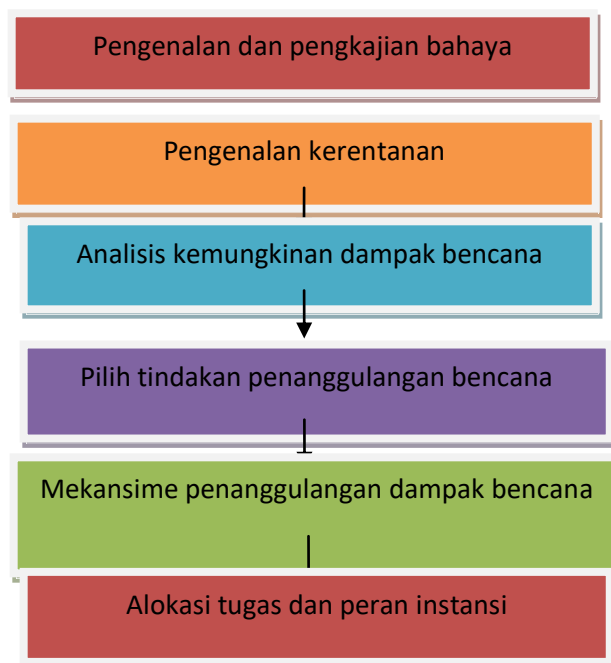 Pengenalan dan pengkajian bahaya
Pengenalan kerentanan
Analisis kemungkinan dampak bencana
Pilih tindakan penanggulangan bencana
Mekansime penanggulangan dampak bencana
Alokasi tugas dan peran instansi